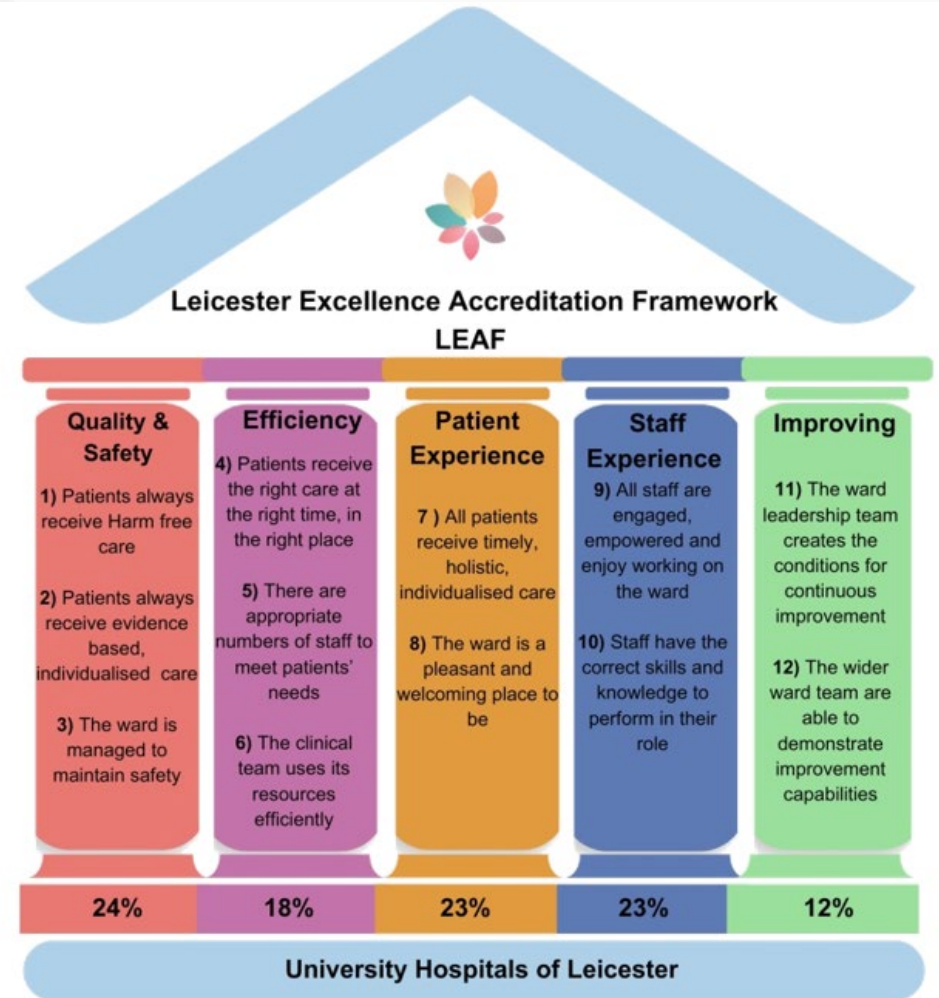 Leicester Excellence Accreditation Framework
LEAF
Quality &
Safety
1) Patients always
receive Harm free
care
2) Patients always
receive evidence
based,
individualised care
3) The ward is
managed to
maintain safety
24%
Efficiency
4) Patients receive
the right care at
the right time, in
the right place
5) There are
appropriate
numbers of staff to
meet patients'
needs
6) The clinical
team uses its
resources
efficiently
18%
Patient
Experience
7 ) All patients
receive timely,
holistic,
individualised care
8) The ward is a
pleasant and
welcoming place to
be
23%
Staff
Experience
9) All staff are
engaged,
empowered and
enjoy working on
the ward
10) Staff have the
correct skills and
knowledge to
perform in their
role
23%
Improving
11) The ward
leadership team
creates the
conditions for
continuous
improvement
12) The wider
ward team are
able to
demonstrate
improvement
capabilities
12%
University Hospitals of Leicester